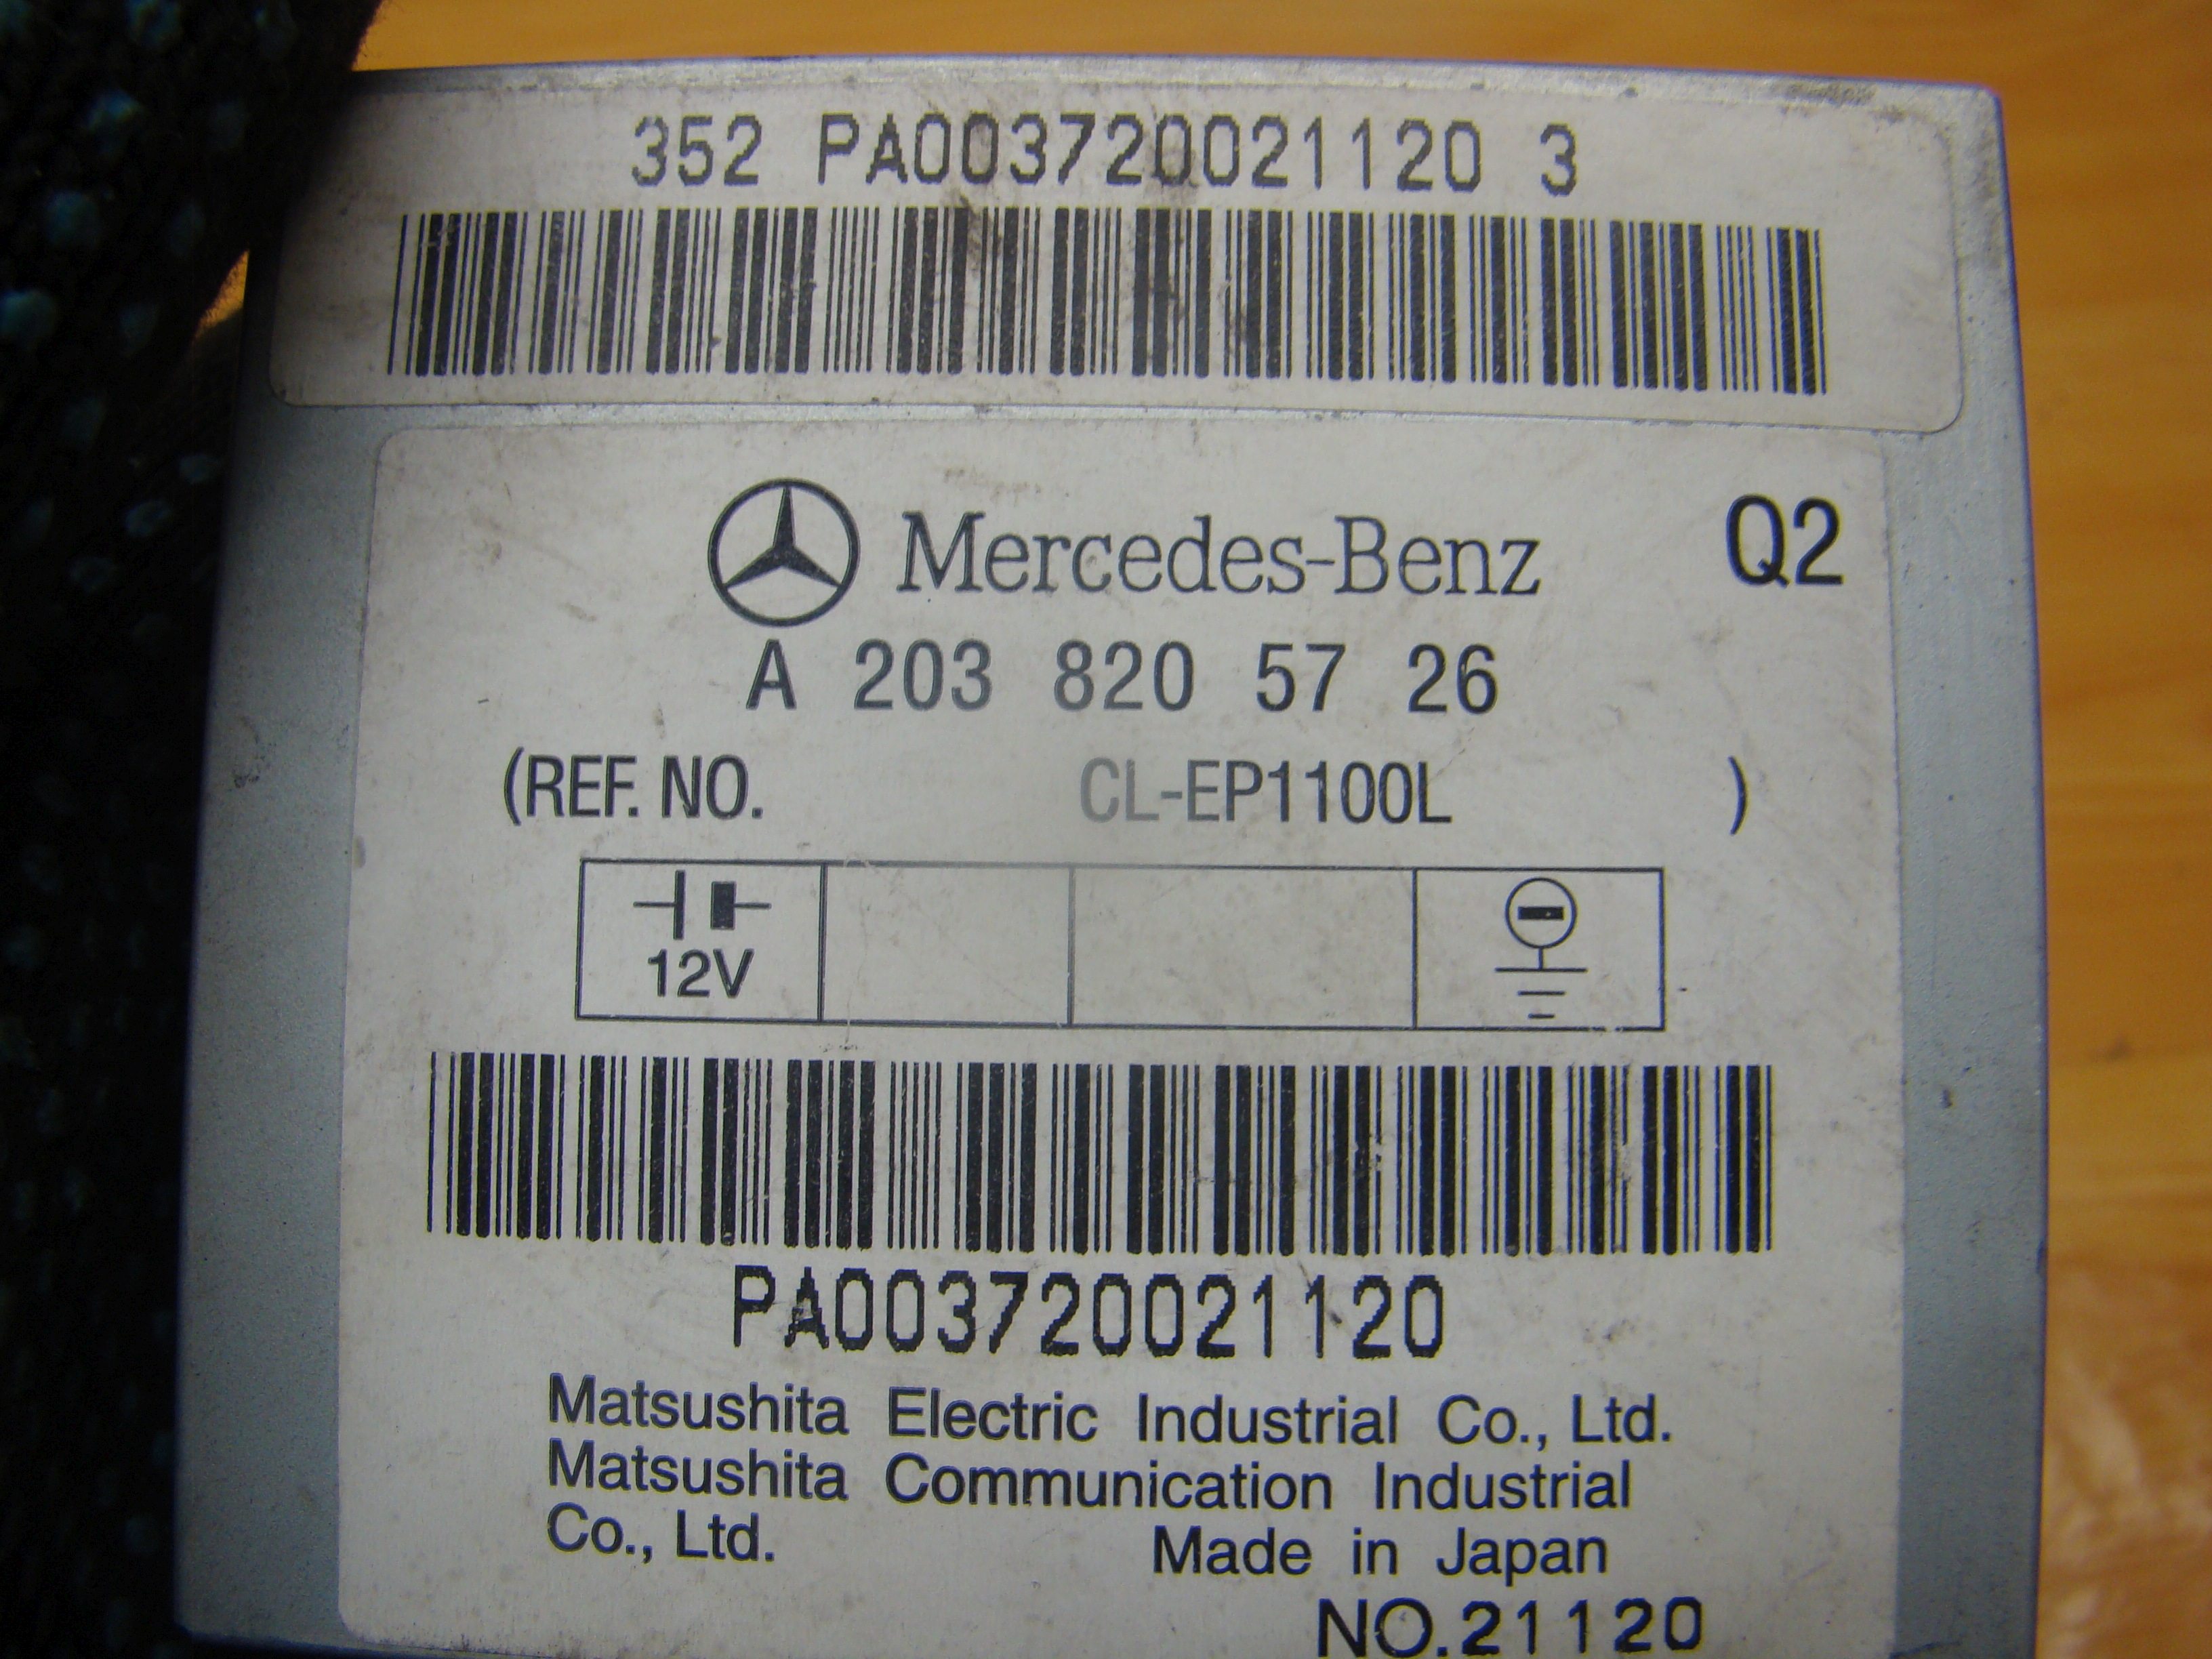 352 PA003720021120 3
Mercedes-Benz Q2
A 203 820 57 26
(REF. NO. CL-EP1100L )
12V
PA003720021120
Matsushita Electric Industrial Co., Ltd.
Matsushita Communication Industrial
Co., Ltd. Made in Japan
NO.21120